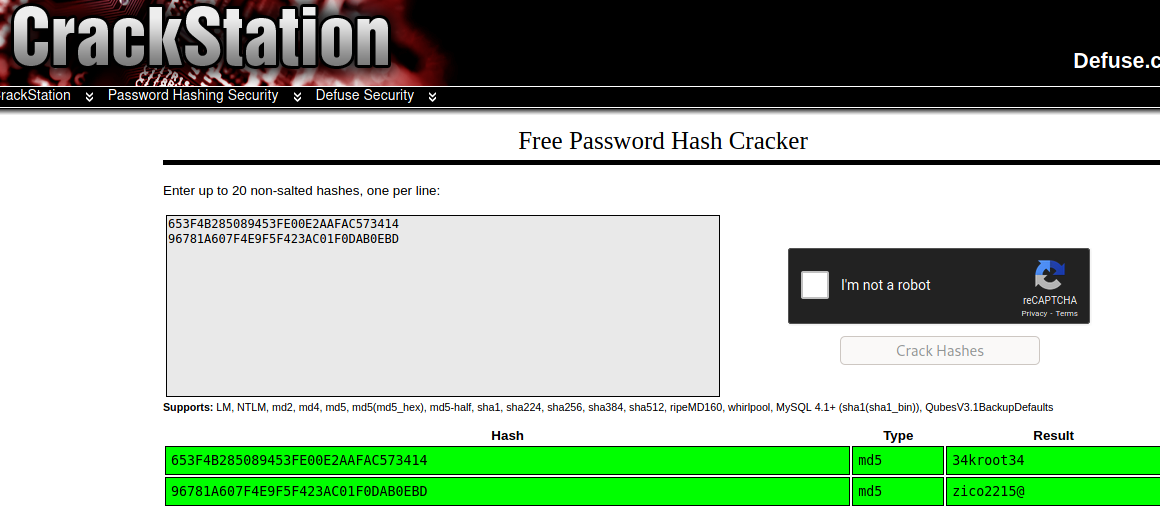 CrackStation
Defuse.c
rackStation Password Hashing Security Defuse Security
Free Password Hash Cracker
Enter up to 20 non-salted hashes, one per line:
653F4B285089453FE00E2AAFAC573414
96781A607F4E9F5F423AC01F0DAB0EBD
I'm not a robot
reCAPTCHA
Privacy - Terms
Crack Hashes
Supports: LM, NTLM, md2, md4, md5, md5(md5_hex), md5-half, sha1, sha224, sha256, sha384, sha512, ripeMD160, whirlpool, MySQL 4.1+ (sha1(sha1_bin)), QubesV3.1BackupDefaults
Hash Type Result
653F4B285089453FE00E2AAFAC573414 md5 34kroot34
96781A607F4E9F5F423AC01F0DAB0EBD md5 zico2215@